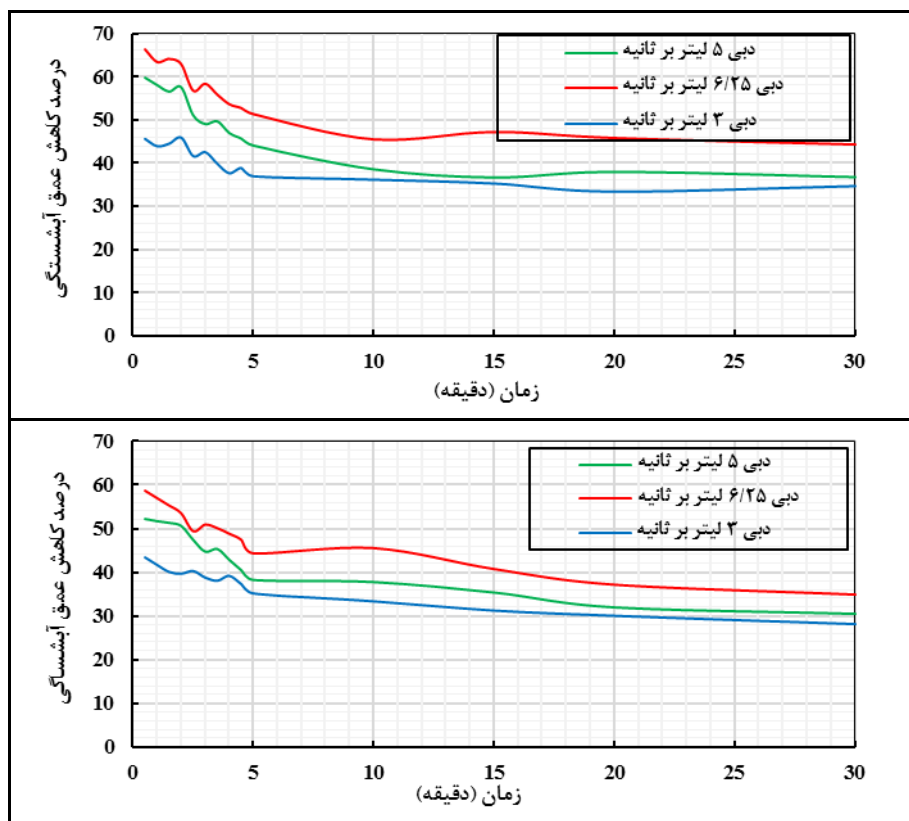 درصد کاهش عمق آبشستگی
70
60
50
40
30
20
10
0
دبی ۵ لیتر بر ثانیه
دبی ۶/۲۵ لیتر بر ثانیه
دبی ۳ لیتر بر ثانیه
0 5 10 15 20 25 30
زمان (دقیقه)
درصد کاهش عمق آبشساگی
70
60
50
40
30
20
10
0
دبی ۵ لیتر بر ثانیه
دبی ۶/۲۵ لیتر بر ثانیه
دبی ۳ لیتر بر ثانیه
0 5 10 15 20 25 30
زمان (دقیقه)